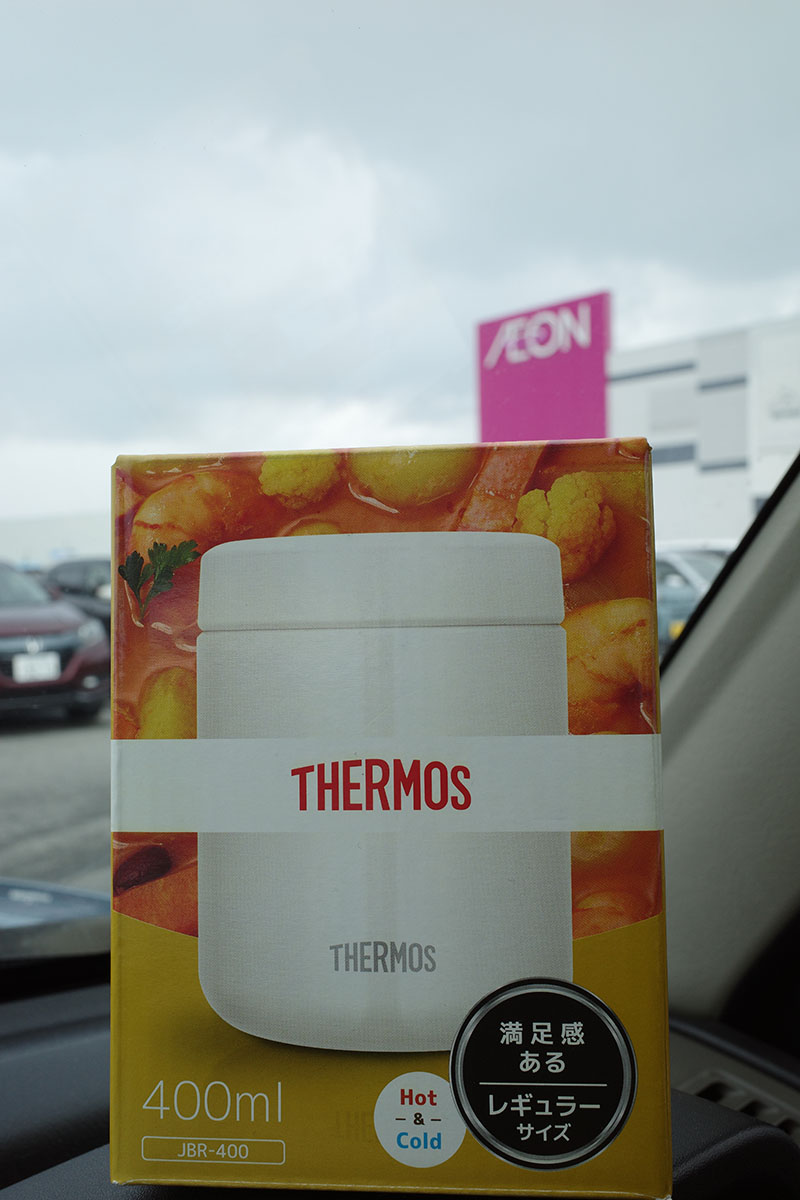 ÆON
THERMOS
THERMOS
満足感
ある
レギュラー
サイズ
400ml
JBR-400
Hot
&
Cold